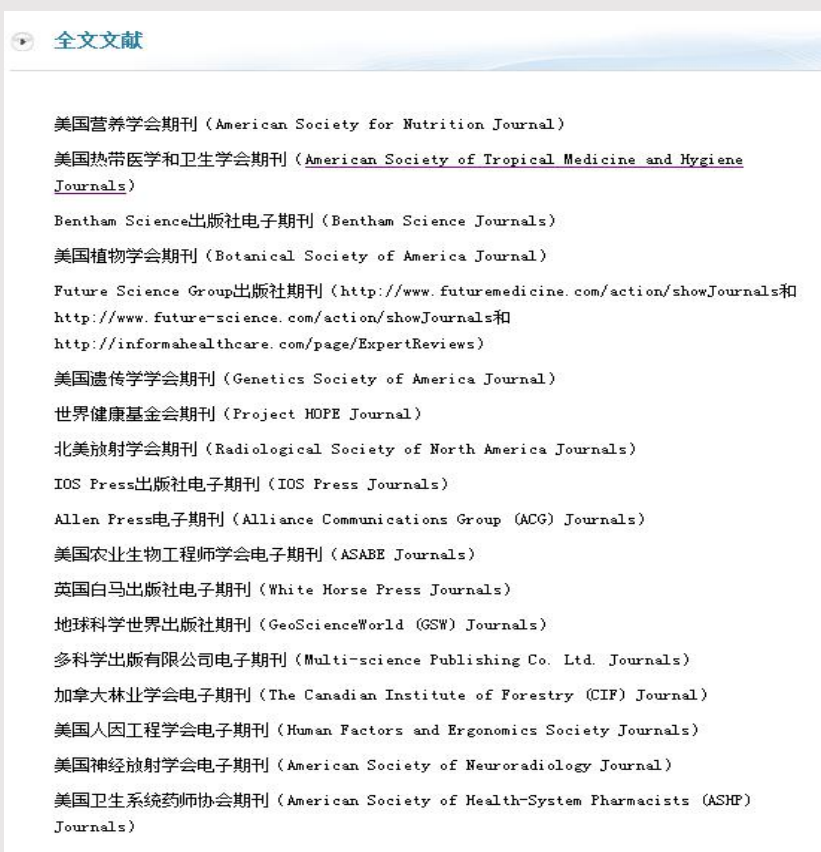 全文文献
美国营养学会期刊（American Society for Nutrition Journal）
美国热带医学和卫生学会期刊（American Society of Tropical Medicine and Hygiene
Journals）
Bentham Science出版社电子期刊（Bentham Science Journals）
美国植物学会期刊（Botanical Society of America Journal）
Future Science Group出版社期刊（http://www.futuremedicine.com/action/showJournals和
http://www.future-science.com/action/showJournals和
http://informahealthcare.com/page/ExpertReviews）
美国遗传学学会期刊（Genetics Society of America Journal）
世界健康基金会期刊（Project HOPE Journal）
北美放射学会期刊（Radiological Society of North America Journals）
IOS Press出版社电子期刊（IOS Press Journals）
Allen Press电子期刊（Alliance Communications Group (ACG) Journals）
美国农业生物工程师学会电子期刊（ASABE Journals）
英国白马出版社电子期刊（White Horse Press Journals）
地球科学世界出版社期刊（GeoScienceWorld (GSW) Journals）
多科学出版有限公司电子期刊（Multi-science Publishing Co. Ltd. Journals）
加拿大林业学会电子期刊（The Canadian Institute of Forestry (CIF) Journal）
美国人因工程学会电子期刊（Human Factors and Ergonomics Society Journals）
美国神经放射学会电子期刊（American Society of Neuroradiology Journal）
美国卫生系统药师协会期刊（American Society of Health-System Pharmacists (ASHP)
Journals）